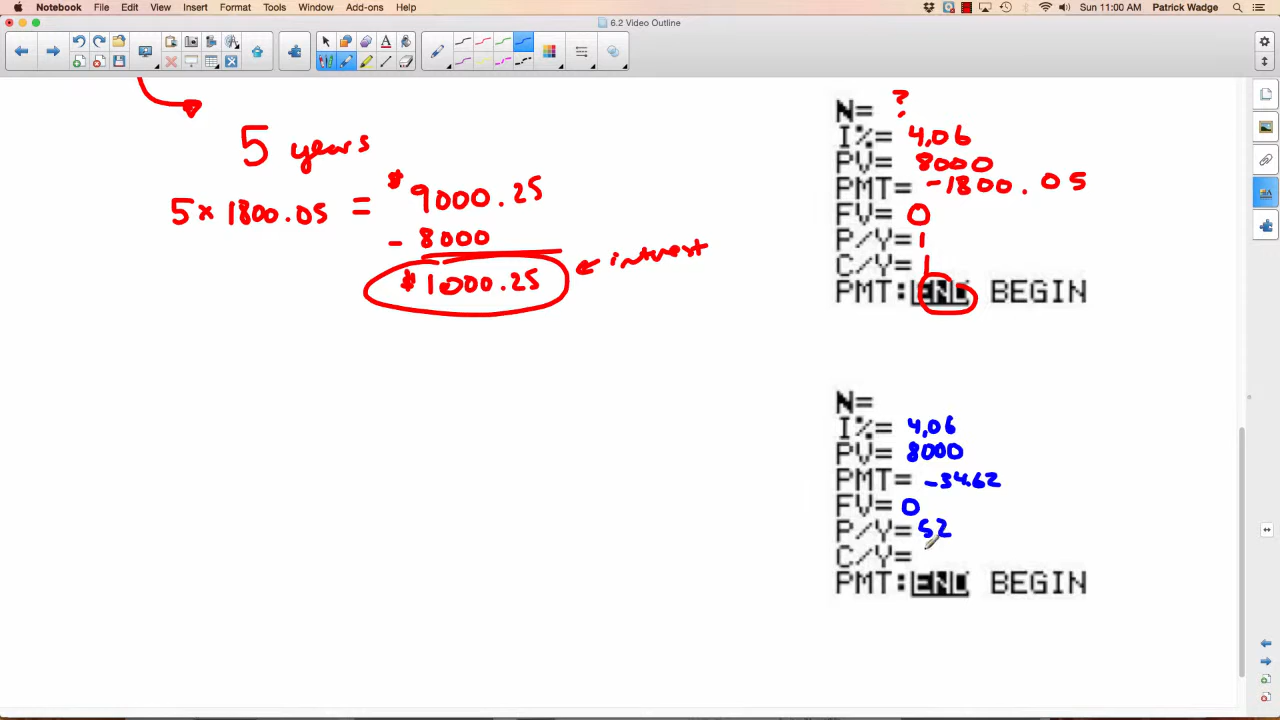 Notebook File Edit View Insert Format Tools Window Add-ons Help
Sun 11:00 AM Patrick Wadge
6.2 Video Outline
5 years
5 × 1800.05 = $9000.25
- 8000
$1000.25 ← interest
N= ?
I%= 4.06
PV= 8000
PMT= -1800.05
FV= 0
P/Y= 1
C/Y= 1
PMT:END BEGIN
N=
I%= 4.06
PV= 8000
PMT= -34.62
FV= 0
P/Y= 52
C/Y=
PMT:END BEGIN